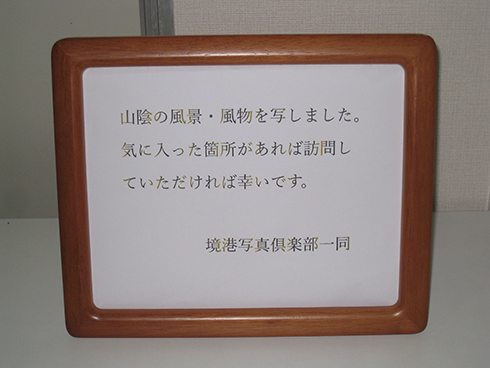 山陰の風景・風物を写しました。
気に入った箇所があれば訪問し
ていただければ幸いです。
境港写真倶楽部一同